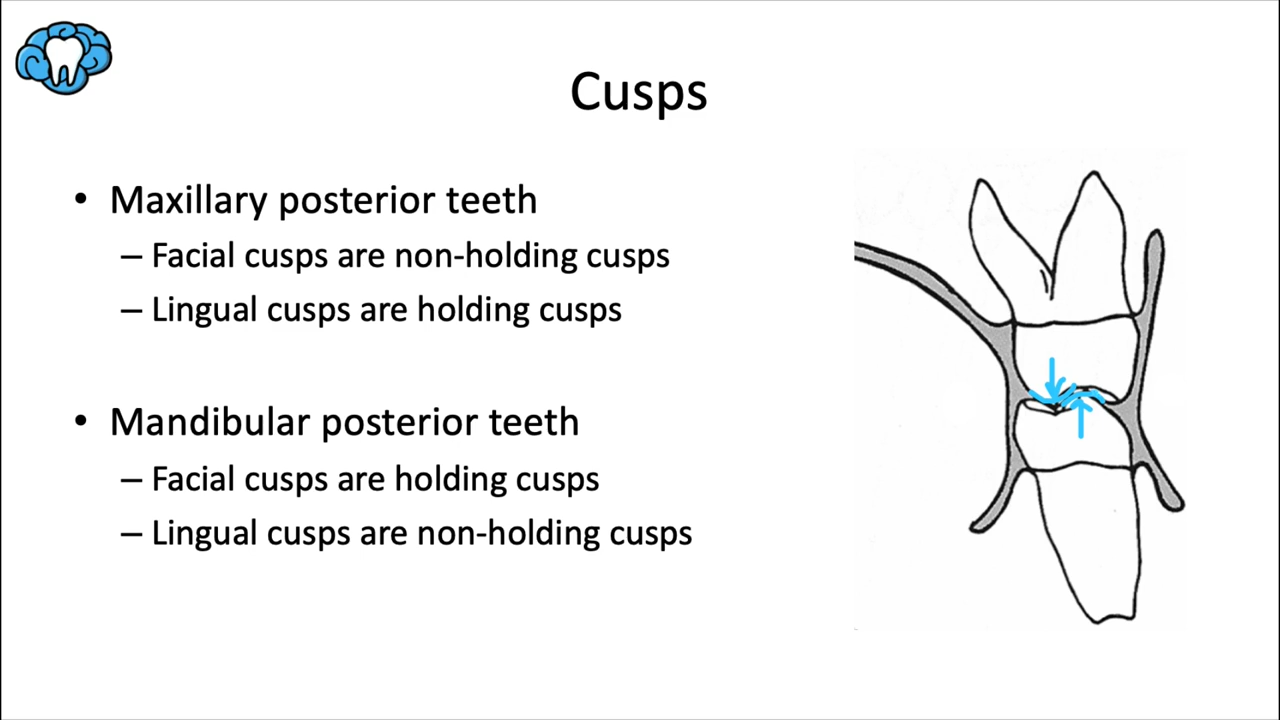 Cusps
• Maxillary posterior teeth
– Facial cusps are non-holding cusps
– Lingual cusps are holding cusps
• Mandibular posterior teeth
– Facial cusps are holding cusps
– Lingual cusps are non-holding cusps